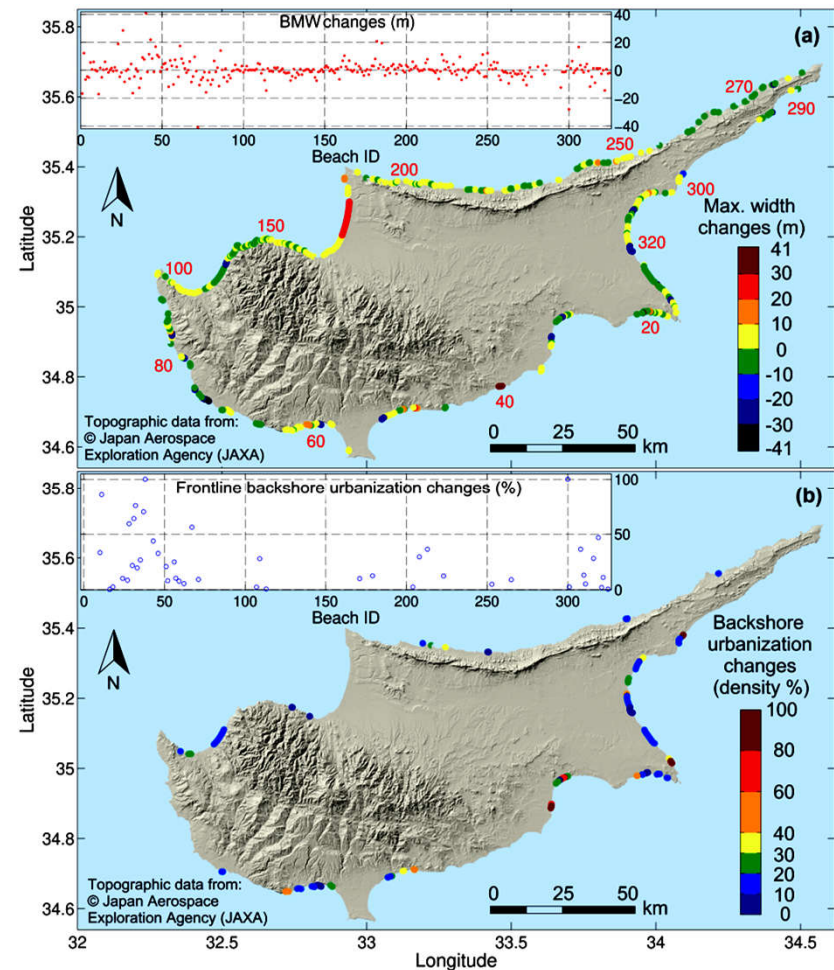 35.8
35.6
35.4
35.2
35
34.8
34.6
Latitude
BMW changes (m)
40
20
0
-20
-40
0 50 100 150 200 250 300
Beach ID
(a)
N
270
290
250
200
300
150
320
100
20
80
40
60
Max. width
changes (m)
41
30
20
10
0
-10
-20
-30
-41
Topographic data from:
© Japan Aerospace
Exploration Agency (JAXA)
0 25 50
km
35.8
35.6
35.4
35.2
35
34.8
34.6
Latitude
Frontline backshore urbanization changes (%)
100
50
0
0 50 100 150 200 250 300
Beach ID
(b)
N
Backshore
urbanization
changes
(density %)
100
80
60
40
30
20
10
0
Topographic data from:
© Japan Aerospace
Exploration Agency (JAXA)
0 25 50
km
32 32.5 33 33.5 34 34.5
Longitude